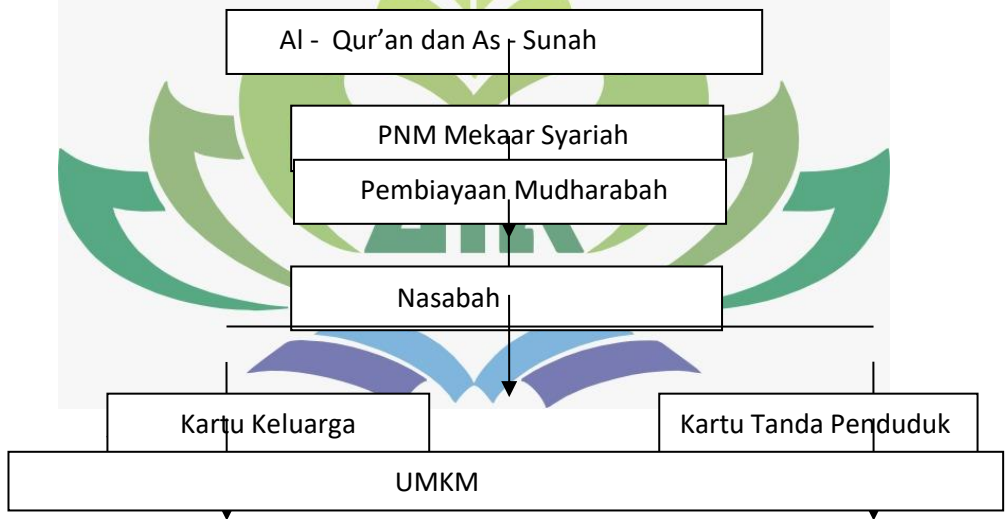 Al - Qur’an dan As - Sunah
PNM Mekaar Syariah
Pembiayaan Mudharabah
Nasabah
Kartu Keluarga
Kartu Tanda Penduduk
UMKM